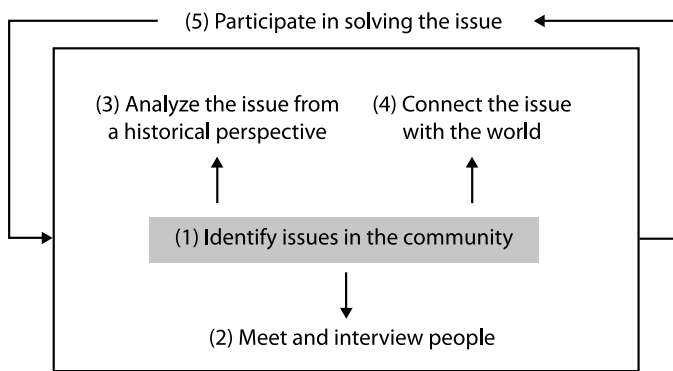 (5) Participate in solving the issue
(3) Analyze the issue from
a historical perspective
(4) Connect the issue
with the world
(1) Identify issues in the community
(2) Meet and interview people